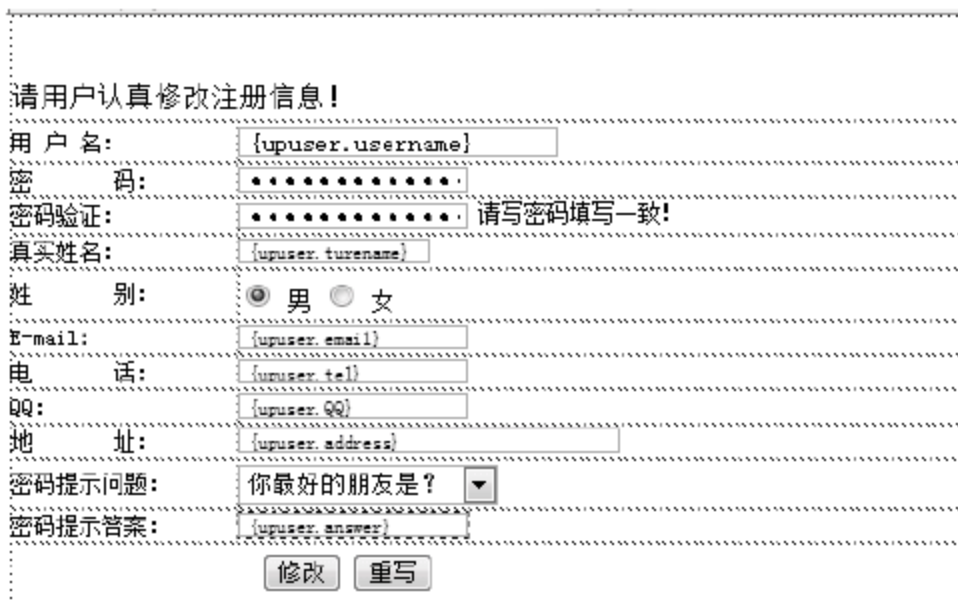 请用户认真修改注册信息!
用 户 名: {upuser.username}
密 码: ••••••••••••
密码验证: •••••••••••• 请写密码填写一致!
真实姓名: {upuser.turename}
姓 别: 男 女
E-mail: {upuser.email}
电 话: {upuser.tel}
QQ: {upuser.QQ}
地 址: {upuser.address}
密码提示问题: 你最好的朋友是?
密码提示答案: {upuser.answer}
修改 重写